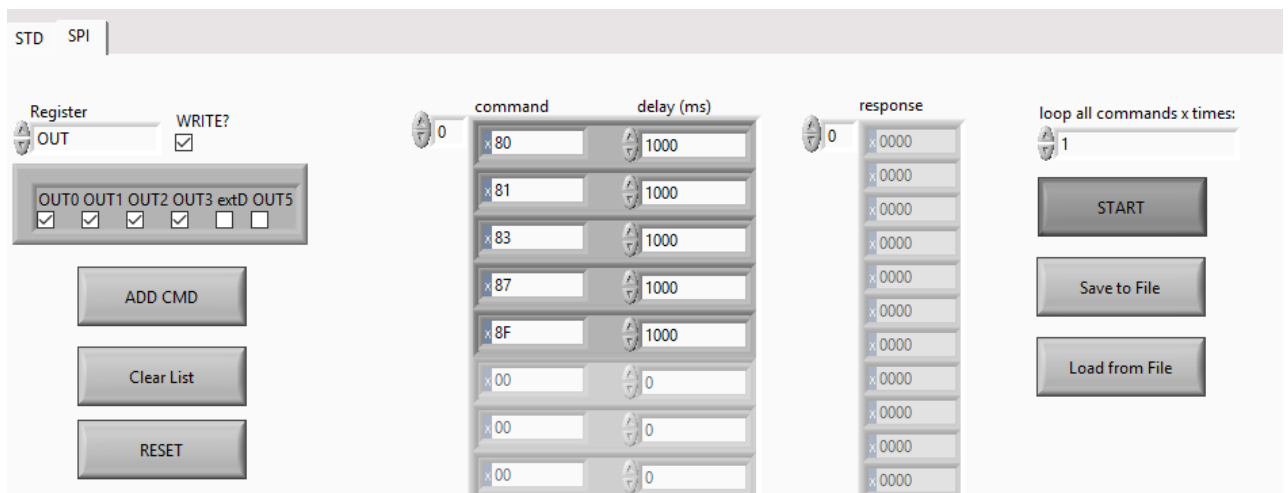 STD SPI
Register WRITE?
OUT
OUT0 OUT1 OUT2 OUT3 extD OUT5
ADD CMD
Clear List
RESET
command delay (ms)
0
x 80 1000
x 81 1000
x 83 1000
x 87 1000
x 8F 1000
x 00 0
x 00 0
x 00 0
response
0
x 0000
x 0000
x 0000
x 0000
x 0000
x 0000
x 0000
x 0000
x 0000
x 0000
x 0000
loop all commands x times:
1
START
Save to File
Load from File